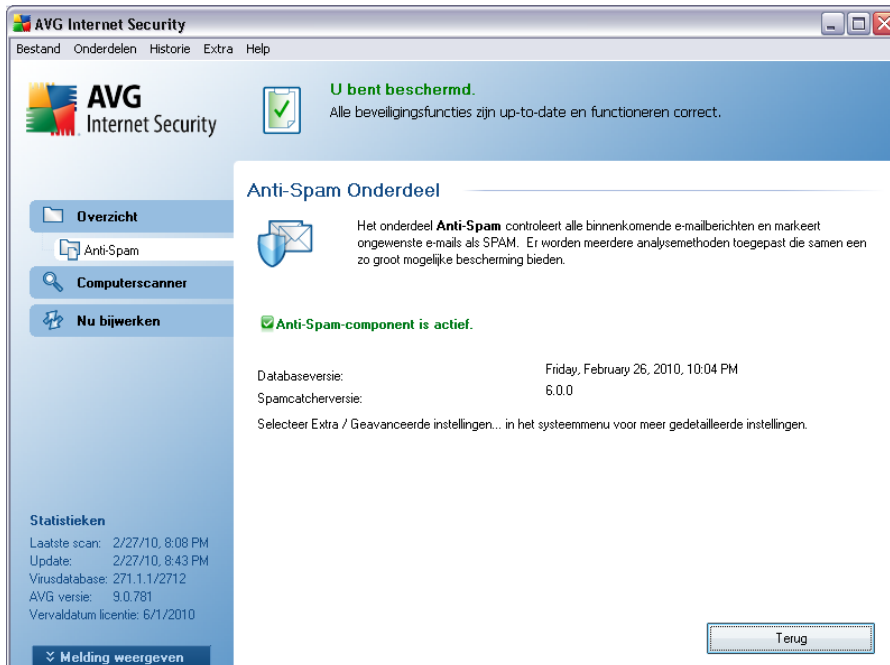 AVG Internet Security
Bestand Onderdelen Historie Extra Help
AVG
Internet Security
U bent beschermd.
Alle beveiligingsfuncties zijn up-to-date en functioneren correct.
Overzicht
Anti-Spam
Computerscanner
Nu bijwerken
Anti-Spam Onderdeel
Het onderdeel Anti-Spam controleert alle binnenkomende e-mailberichten en markeert
ongewenste e-mails als SPAM. Er worden meerdere analysemethoden toegepast die samen een
zo groot mogelijke bescherming bieden.
Anti-Spam-component is actief.
Databaseversie: Friday, February 26, 2010, 10:04 PM
Spamcatcherversie: 6.0.0
Selecteer Extra / Geavanceerde instellingen... in het systeemmenu voor meer gedetailleerde instellingen.
Statistieken
Laatste scan: 2/27/10, 8:08 PM
Update: 2/27/10, 8:43 PM
Virusdatabase: 271.1.1/2712
AVG versie: 9.0.781
Vervaldatum licentie: 6/1/2010
Melding weergeven
Terug